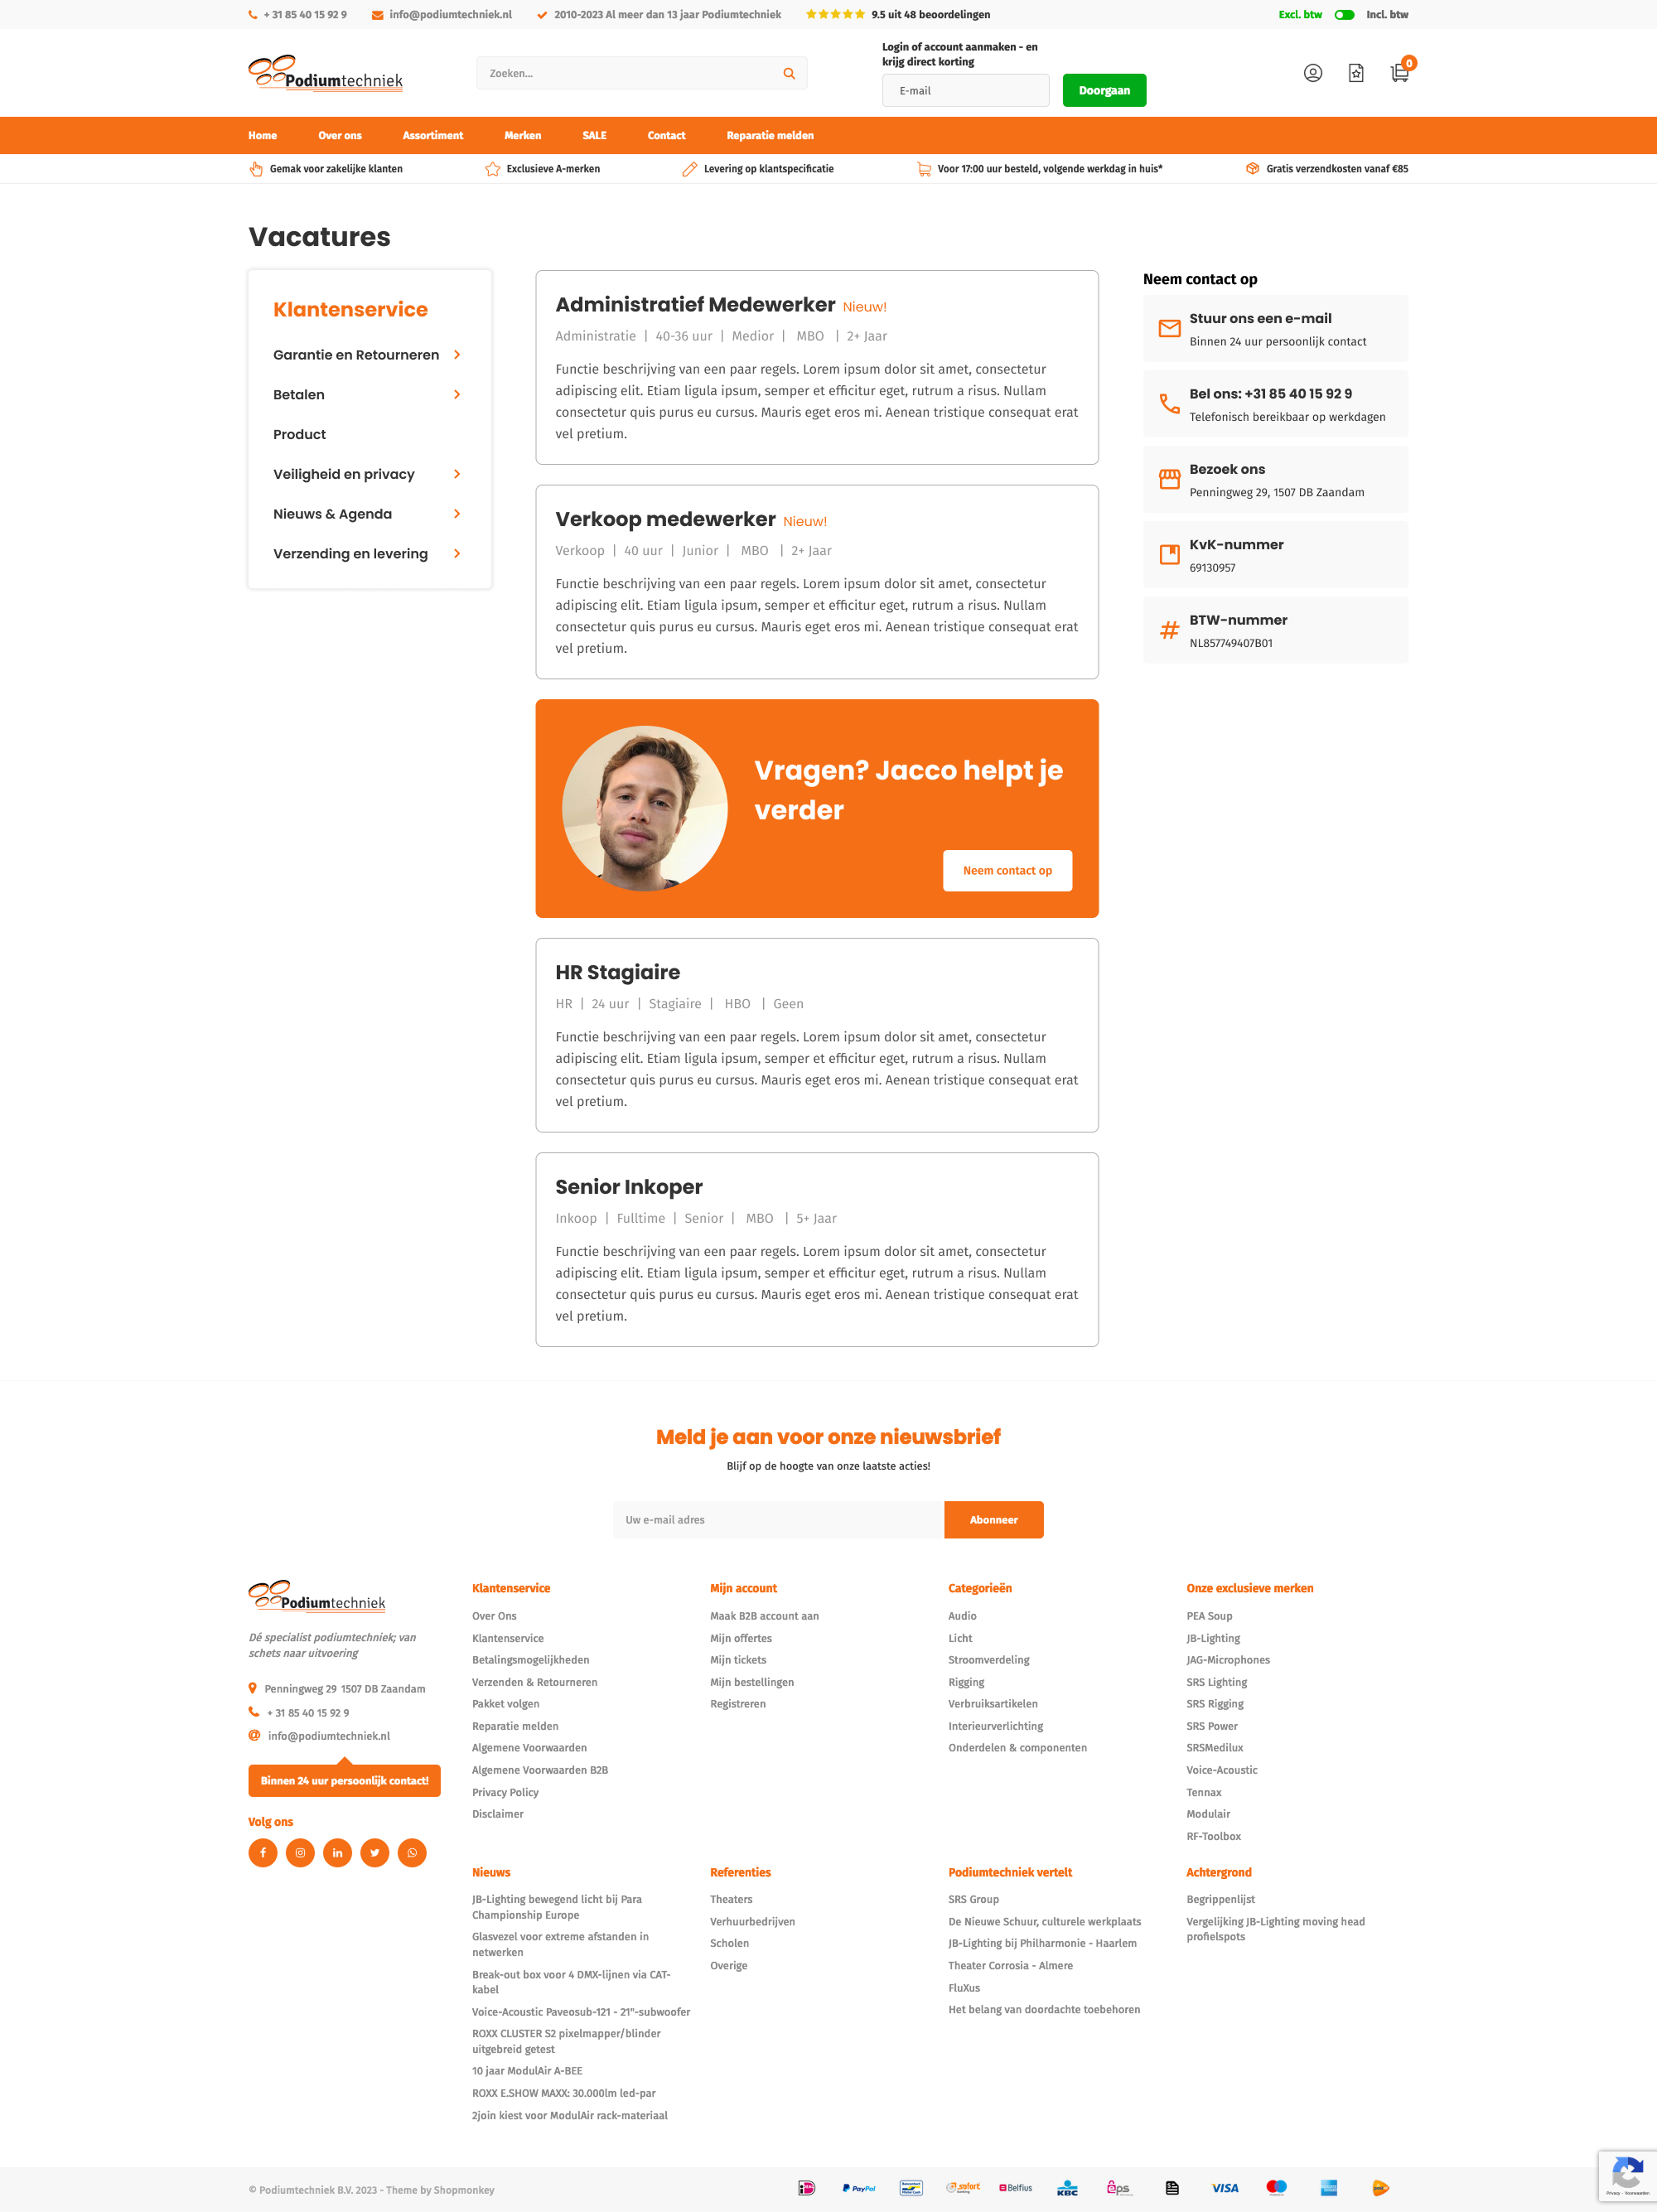 + 31 85 40 15 92 9
info@podiumtechniek.nl
2010-2023 Al meer dan 13 jaar Podiumtechniek
9.5 uit 48 beoordelingen
Excl. btw
Incl. btw
Podiumtechniek
Zoeken...
Login of account aanmaken - en
krijg direct korting
E-mail
Doorgaan
0
Home
Over ons
Assortiment
Merken
SALE
Contact
Reparatie melden
Gemak voor zakelijke klanten
Exclusieve A-merken
Levering op klantspecificatie
Voor 17:00 uur besteld, volgende werkdag in huis*
Gratis verzendkosten vanaf €85
Vacatures
Klantenservice
Garantie en Retourneren
Betalen
Product
Veiligheid en privacy
Nieuws & Agenda
Verzending en levering
Administratief Medewerker Nieuw!
Administratie | 40-36 uur | Medior | MBO | 2+ Jaar
Functie beschrijving van een paar regels. Lorem ipsum dolor sit amet, consectetur
adipiscing elit. Etiam ligula ipsum, semper et efficitur eget, rutrum a risus. Nullam
consectetur quis purus eu cursus. Mauris eget eros mi. Aenean tristique consequat erat
vel pretium.
Verkoop medewerker Nieuw!
Verkoop | 40 uur | Junior | MBO | 2+ Jaar
Functie beschrijving van een paar regels. Lorem ipsum dolor sit amet, consectetur
adipiscing elit. Etiam ligula ipsum, semper et efficitur eget, rutrum a risus. Nullam
consectetur quis purus eu cursus. Mauris eget eros mi. Aenean tristique consequat erat
vel pretium.
Vragen? Jacco helpt je
verder
Neem contact op
HR Stagiaire
HR | 24 uur | Stagiaire | HBO | Geen
Functie beschrijving van een paar regels. Lorem ipsum dolor sit amet, consectetur
adipiscing elit. Etiam ligula ipsum, semper et efficitur eget, rutrum a risus. Nullam
consectetur quis purus eu cursus. Mauris eget eros mi. Aenean tristique consequat erat
vel pretium.
Senior Inkoper
Inkoop | Fulltime | Senior | MBO | 5+ Jaar
Functie beschrijving van een paar regels. Lorem ipsum dolor sit amet, consectetur
adipiscing elit. Etiam ligula ipsum, semper et efficitur eget, rutrum a risus. Nullam
consectetur quis purus eu cursus. Mauris eget eros mi. Aenean tristique consequat erat
vel pretium.
Neem contact op
Stuur ons een e-mail
Binnen 24 uur persoonlijk contact
Bel ons: +31 85 40 15 92 9
Telefonisch bereikbaar op werkdagen
Bezoek ons
Penningweg 29, 1507 DB Zaandam
KvK-nummer
69130957
BTW-nummer
NL857749407B01
Meld je aan voor onze nieuwsbrief
Blijf op de hoogte van onze laatste acties!
Uw e-mail adres
Abonneer
Podiumtechniek
Dé specialist podiumtechniek; van
schets naar uitvoering
Penningweg 29 1507 DB Zaandam
+ 31 85 40 15 92 9
info@podiumtechniek.nl
Binnen 24 uur persoonlijk contact!
Volg ons
Klantenservice
Over Ons
Klantenservice
Betalingsmogelijkheden
Verzenden & Retourneren
Pakket volgen
Reparatie melden
Algemene Voorwaarden
Algemene Voorwaarden B2B
Privacy Policy
Disclaimer
Mijn account
Maak B2B account aan
Mijn offertes
Mijn tickets
Mijn bestellingen
Registreren
Categorieën
Audio
Licht
Stroomverdeling
Rigging
Verbruiksartikelen
Interieurverlichting
Onderdelen & componenten
Onze exclusieve merken
PEA Soup
JB-Lighting
JAG-Microphones
SRS Lighting
SRS Rigging
SRS Power
SRSMedilux
Voice-Acoustic
Tennax
Modulair
RF-Toolbox
Nieuws
JB-Lighting bewegend licht bij Para
Championship Europe
Glasvezel voor extreme afstanden in
netwerken
Break-out box voor 4 DMX-lijnen via CAT-
kabel
Voice-Acoustic Paveosub-121 - 21"-subwoofer
ROXX CLUSTER S2 pixelmapper/blinder
uitgebreid getest
10 jaar ModulAir A-BEE
ROXX E.SHOW MAXX: 30.000lm led-par
2join kiest voor ModulAir rack-materiaal
Referenties
Theaters
Verhuurbedrijven
Scholen
Overige
Podiumtechniek vertelt
SRS Group
De Nieuwe Schuur, culturele werkplaats
JB-Lighting bij Philharmonie - Haarlem
Theater Corrosia - Almere
FluXus
Het belang van doordachte toebehoren
Achtergrond
Begrippenlijst
Vergelijking JB-Lighting moving head
profielspots
© Podiumtechniek B.V. 2023 - Theme by Shopmonkey
PayPal
sofort
Belfius
KBC
eps
VISA
Privacy - Voorwaarden